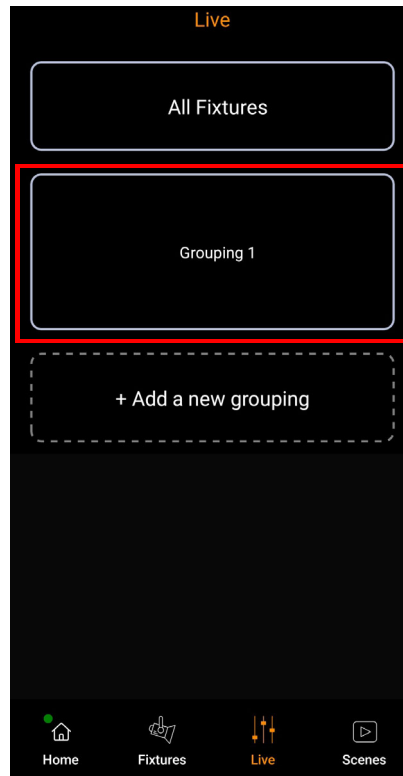 Live
All Fixtures
Grouping 1
+ Add a new grouping
Home Fixtures Live Scenes